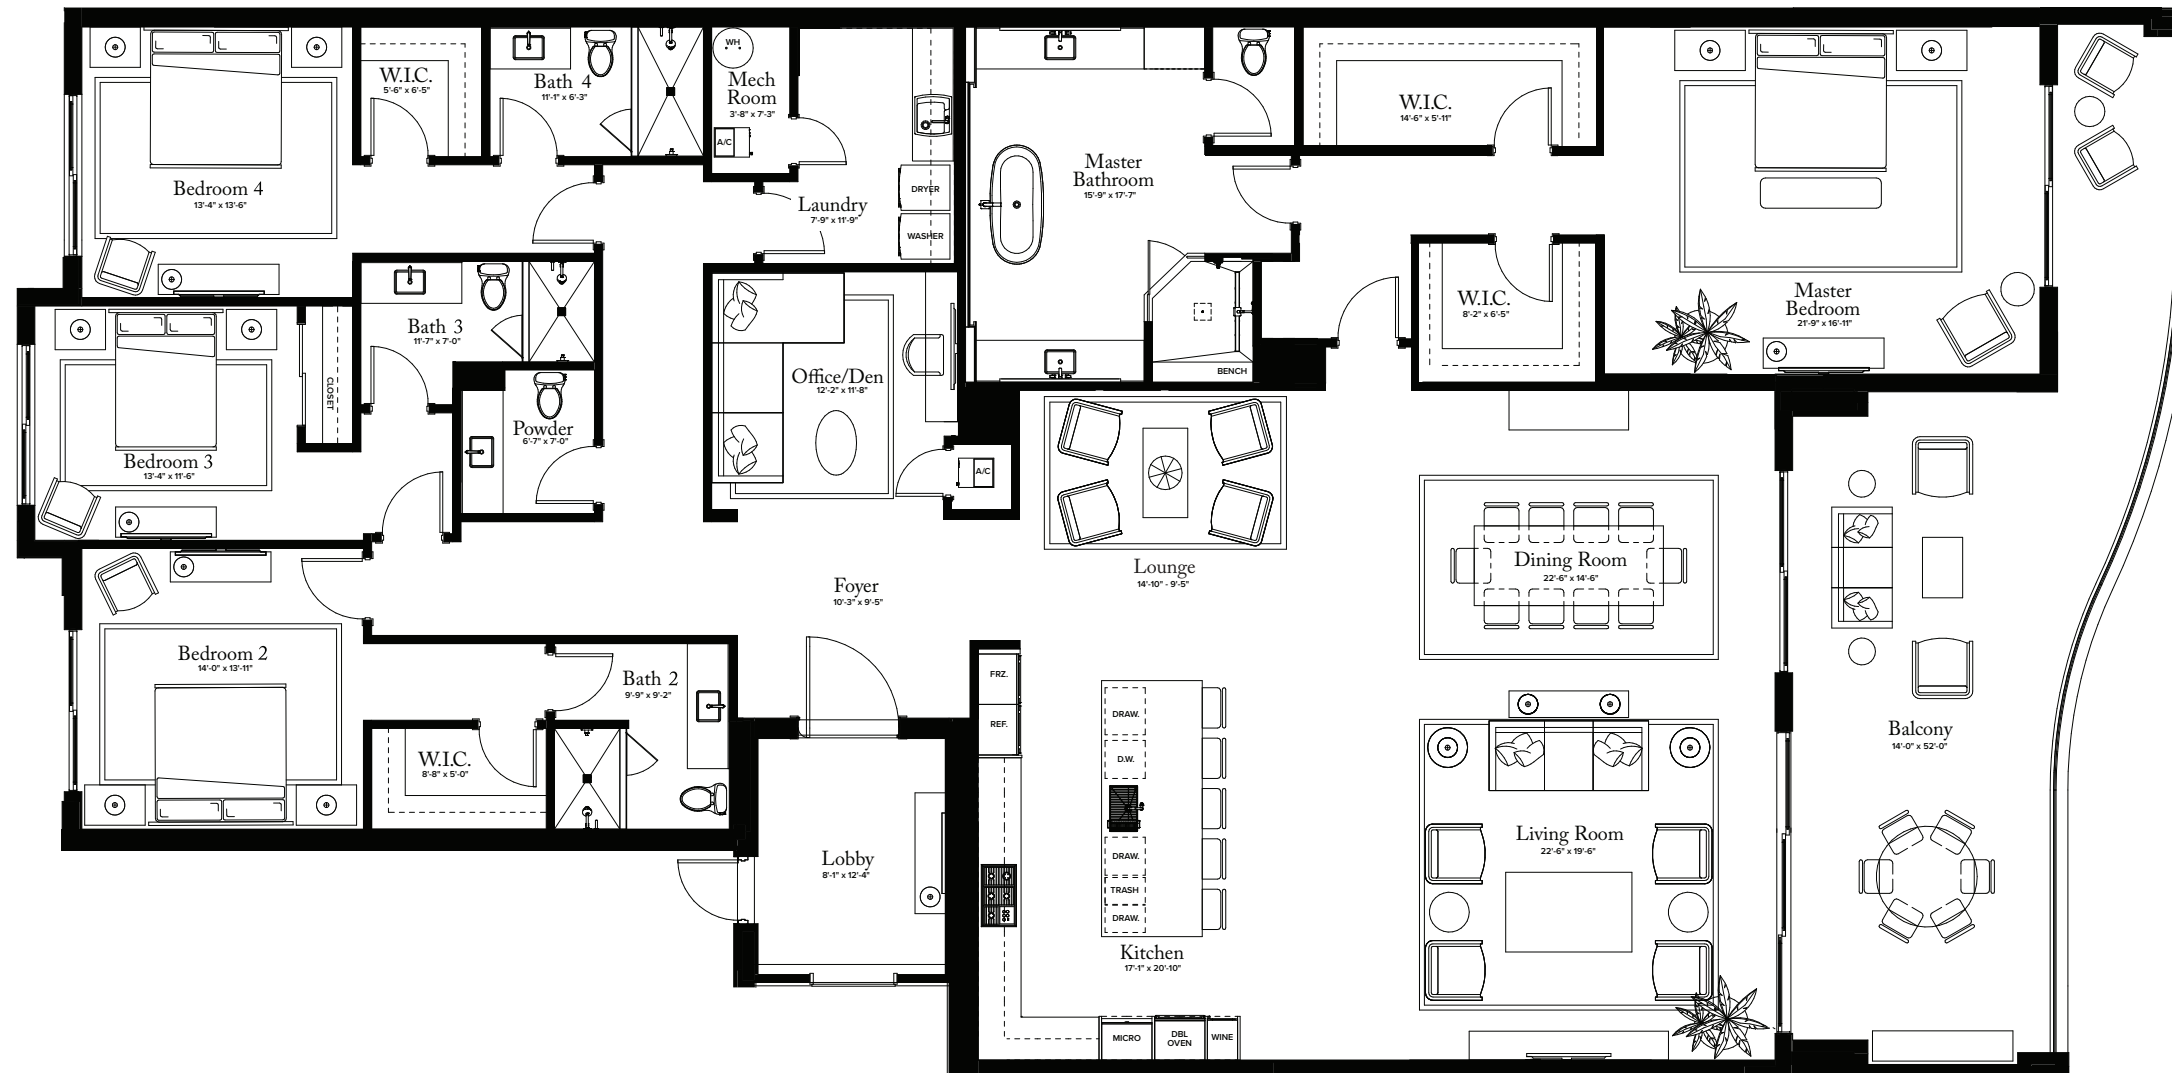 Bedroom 4
13'-4" x 13'-6"
W.I.C.
5'-6" x 6'-5"
Bath 4
11'-1" x 6'-3"
WH
Mech
Room
3'-8" x 7'-3"
A/C
Laundry
7'-9" x 11'-9"
DRYER
WASHER
Master
Bathroom
15'-9" x 17'-7"
BENCH
W.I.C.
14'-6" x 5'-11"
W.I.C.
8'-2" x 6'-5"
Master
Bedroom
21'-9" x 16'-11"
Bedroom 3
13'-4" x 11'-6"
CLOSET
Bath 3
11'-7" x 7'-0"
Powder
6'-7" x 7'-0"
Office/Den
12'-2" x 11'-8"
A/C
Lounge
14'-10" - 9'-5"
Dining Room
22'-6" x 14'-6"
Foyer
10'-3" x 9'-5"
Bedroom 2
14'-0" x 13'-11"
Bath 2
9'-9" x 9'-2"
W.I.C.
8'-8" x 5'-0"
Lobby
8'-1" x 12'-4"
FRZ.
REF.
DRAW.
D.W.
DRAW.
TRASH
DRAW.
Kitchen
17'-1" x 20'-10"
MICRO
DBL
OVEN
WINE
Living Room
22'-6" x 19'-6"
Balcony
14'-0" x 52'-0"